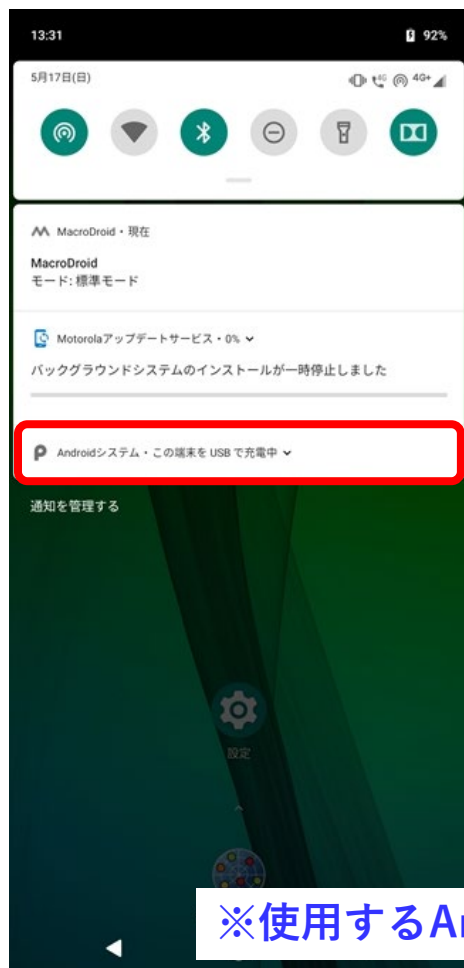 13:31 92%
5月17日(日) 4G 4G+
MacroDroid・現在
MacroDroid
モード: 標準モード
Motorolaアップデートサービス・0%
バックグラウンドシステムのインストールが一時停止しました
Androidシステム・この端末を USB で充電中
通知を管理する
設定
※使用するAn